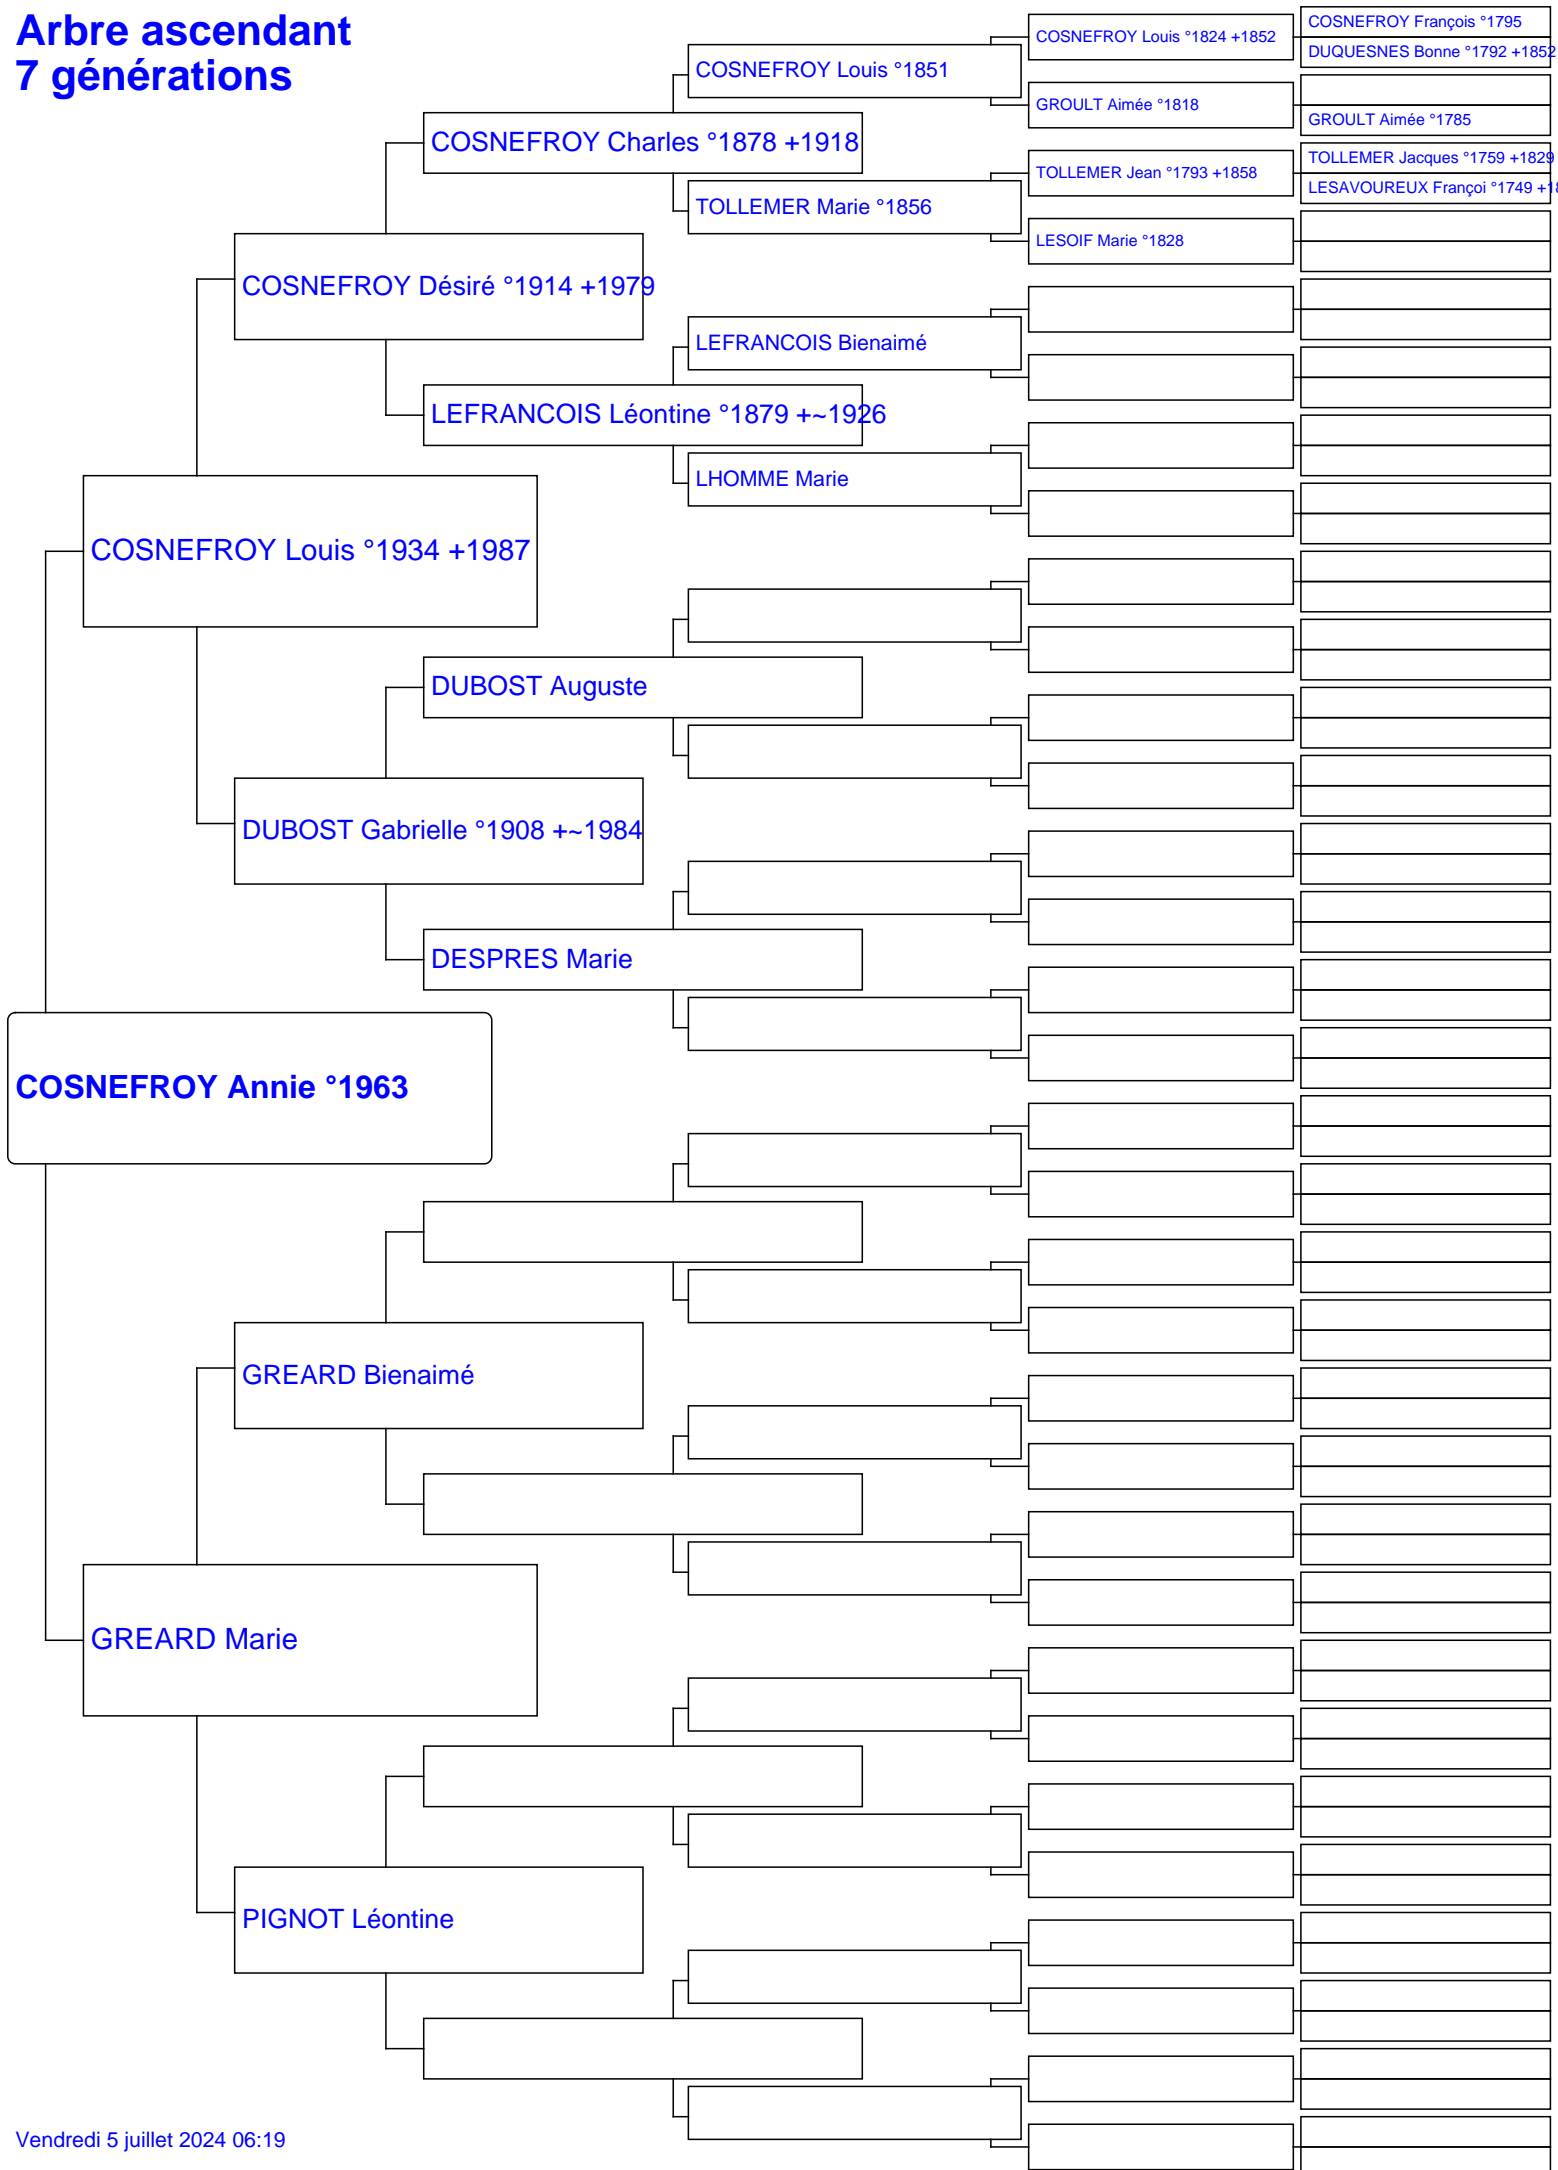 Arbre ascendant
7 générations
COSNEFROY François °1795
COSNEFROY Louis °1824 +1852
DUQUESNES Bonne °1792 +1852
COSNEFROY Louis °1851
GROULT Aimée °1818
GROULT Aimée °1785
COSNEFROY Charles °1878 +1918
TOLLEMER Jacques °1759 +1829
TOLLEMER Jean °1793 +1858
LESAVOUREUX Françoi °1749 +
TOLLEMER Marie °1856
LESOIF Marie °1828
COSNEFROY Désiré °1914 +1979
LEFRANCOIS Bienaimé
LEFRANCOIS Léontine °1879 +~1926
LHOMME Marie
COSNEFROY Louis °1934 +1987
DUBOST Auguste
DUBOST Gabrielle °1908 +~1984
DESPRES Marie
COSNEFROY Annie °1963
GREARD Bienaimé
GREARD Marie
PIGNOT Léontine
Vendredi 5 juillet 2024 06:19